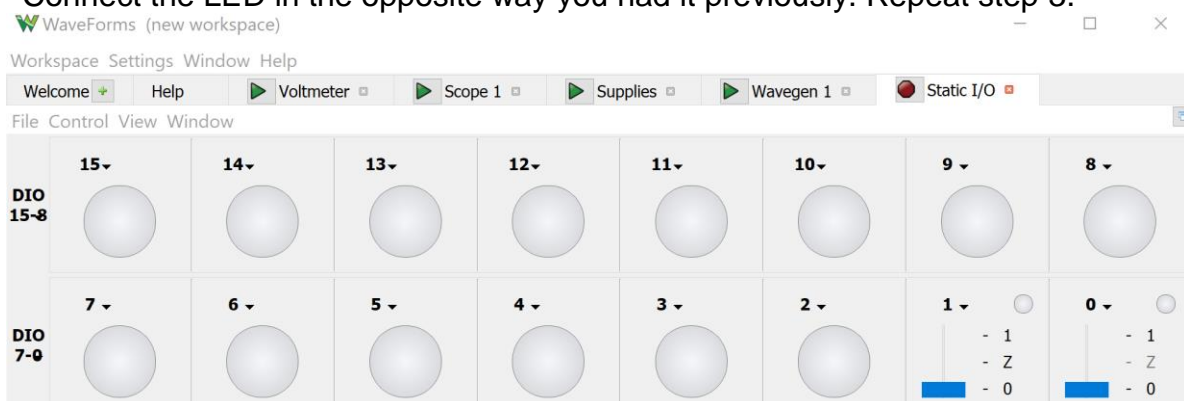 Connect the LED in the opposite way you had it previously. Repeat step 8.
WaveForms (new workspace)
Workspace Settings Window Help
Welcome Help Voltmeter Scope 1 Supplies Wavegen 1 Static I/O
File Control View Window
DIO 15-8
15 14 13 12 11 10 9 8
DIO 7-0
7 6 5 4 3 2 1 0
- 1 - 1
- Z - Z
- 0 - 0